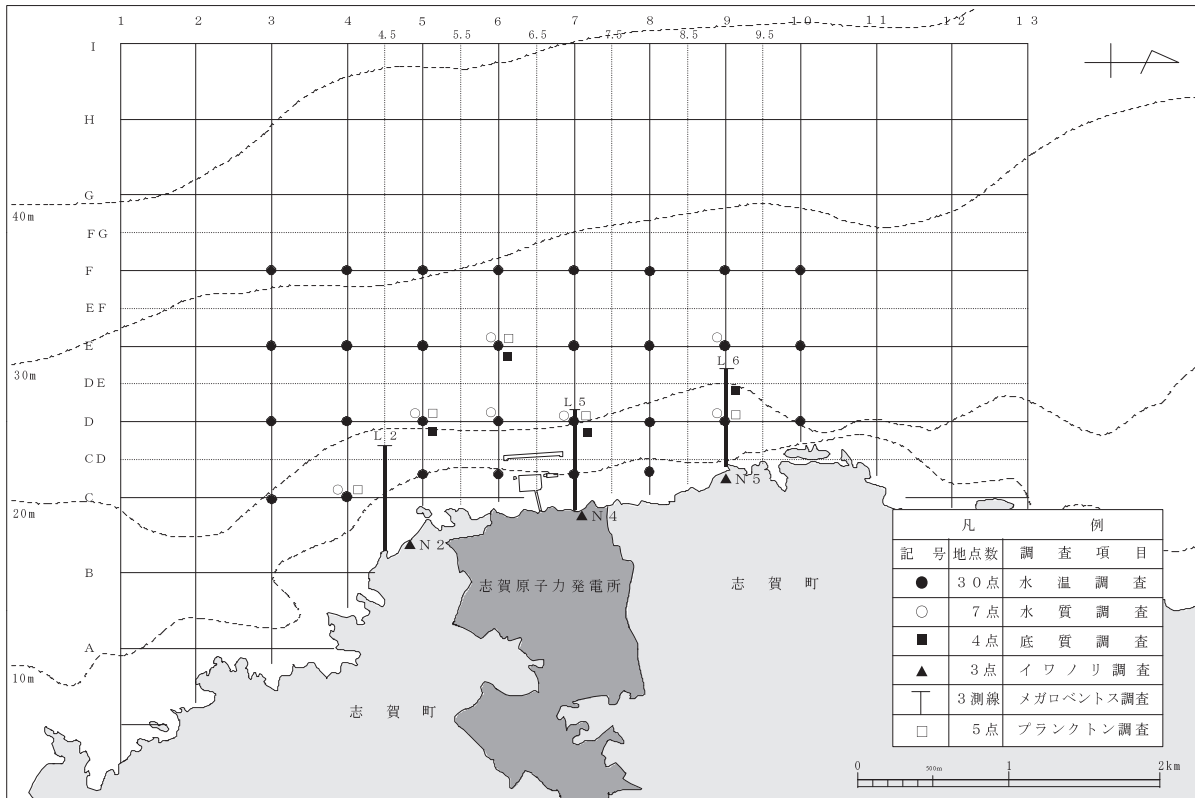 1 2 3 4 5 6 7 8 9 10 11 12 13
4.5 5.5 6.5 7.5 8.5 9.5
I
H
G
40m
FG
F
EF
E
30m
L6
DE
L5
D
L2
CD
N5
C
20m
N4
N2
B
志賀原子力発電所
志賀町
A
10m
志賀町
凡例
記号 地点数 調査項目
● 30点 水温調査
○ 7点 水質調査
■ 4点 底質調査
▲ 3点 イワノリ調査
3測線 メガロベントス調査
□ 5点 プランクトン調査
0 500m 1 2km